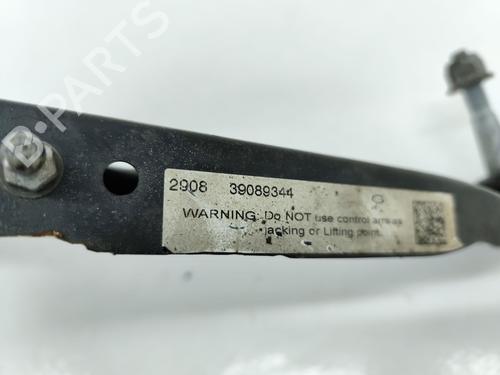 B-PARTS
2908 39089344
WARNING: Do NOT use control arm as
jacking or Lifting point.